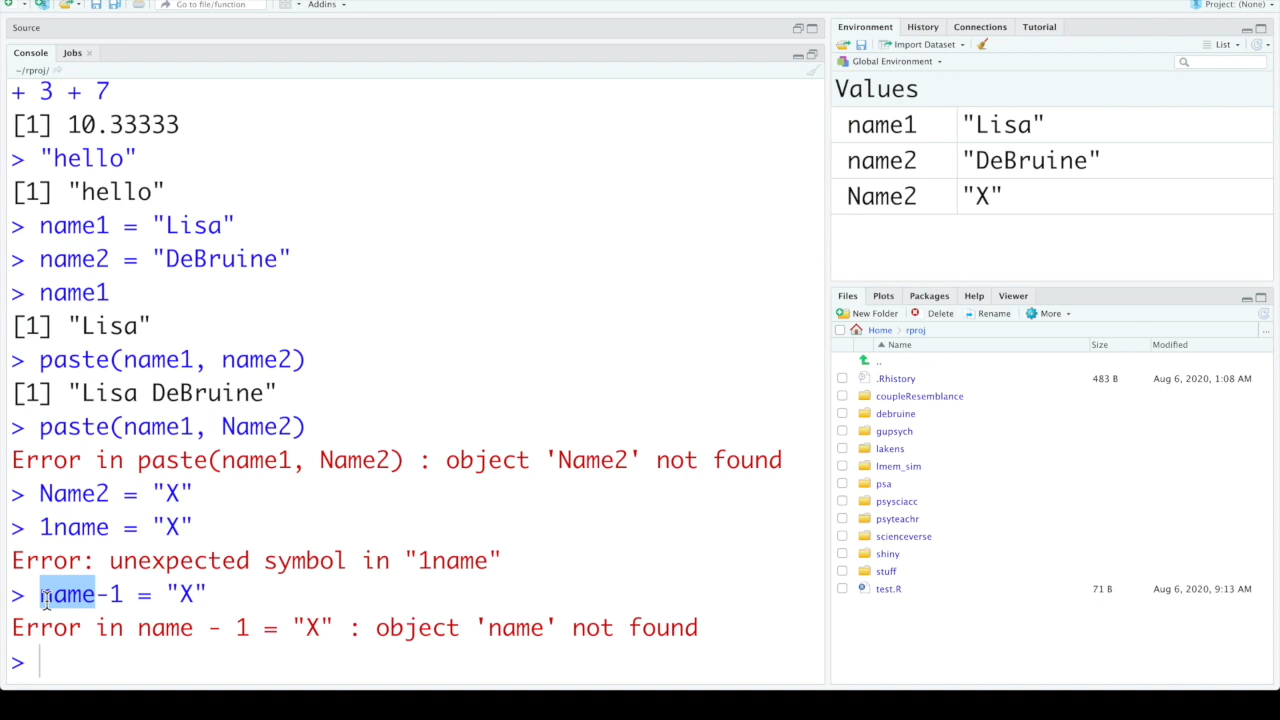 Go to file/function
Addins
Project: (None)
Source
Console Jobs
~/rproj/
+ 3 + 7
[1] 10.33333
> "hello"
[1] "hello"
> name1 = "Lisa"
> name2 = "DeBruine"
> name1
[1] "Lisa"
> paste(name1, name2)
[1] "Lisa DeBruine"
> paste(name1, Name2)
Error in paste(name1, Name2) : object 'Name2' not found
> Name2 = "X"
> 1name = "X"
Error: unexpected symbol in "1name"
> name-1 = "X"
Error in name - 1 = "X" : object 'name' not found
>
Environment History Connections Tutorial
Import Dataset List
Global Environment
Values
name1 "Lisa"
name2 "DeBruine"
Name2 "X"
Files Plots Packages Help Viewer
New Folder Delete Rename More
Home rproj ...
Name Size Modified
..
.Rhistory 483 B Aug 6, 2020, 1:08 AM
coupleResemblance
debruine
gupsych
lakens
lmem_sim
psa
psysciacc
psyteachr
scienceverse
shiny
stuff
test.R 71 B Aug 6, 2020, 9:13 AM